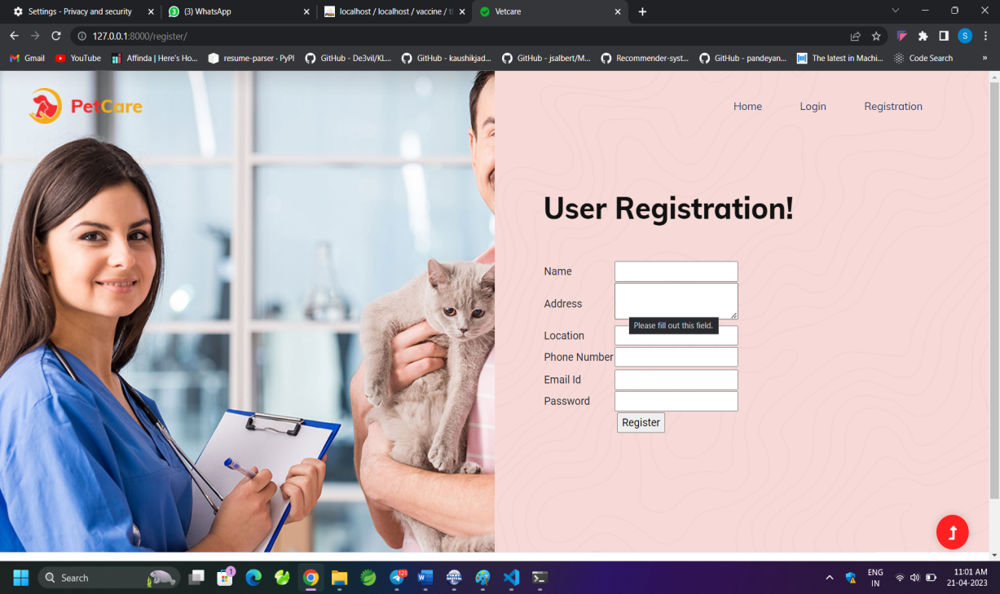 Settings - Privacy and security
(3) WhatsApp
localhost / localhost / vaccine / tl
Vetcare
127.0.0.1:8000/register/
Gmail
YouTube
Affinda | Here's Ho...
resume-parser · PyPI
GitHub - De3vil/KL...
GitHub - kaushikjad...
GitHub - jsalbert/M...
Recommender-syst...
GitHub - pandeyan...
The latest in Machi...
Code Search
»
S
PetCare
Home
Login
Registration
User Registration!
Name
Address
Please fill out this field.
Location
Phone Number
Email Id
Password
Register
Search
1
121
ENG
IN
11:01 AM
21-04-2023